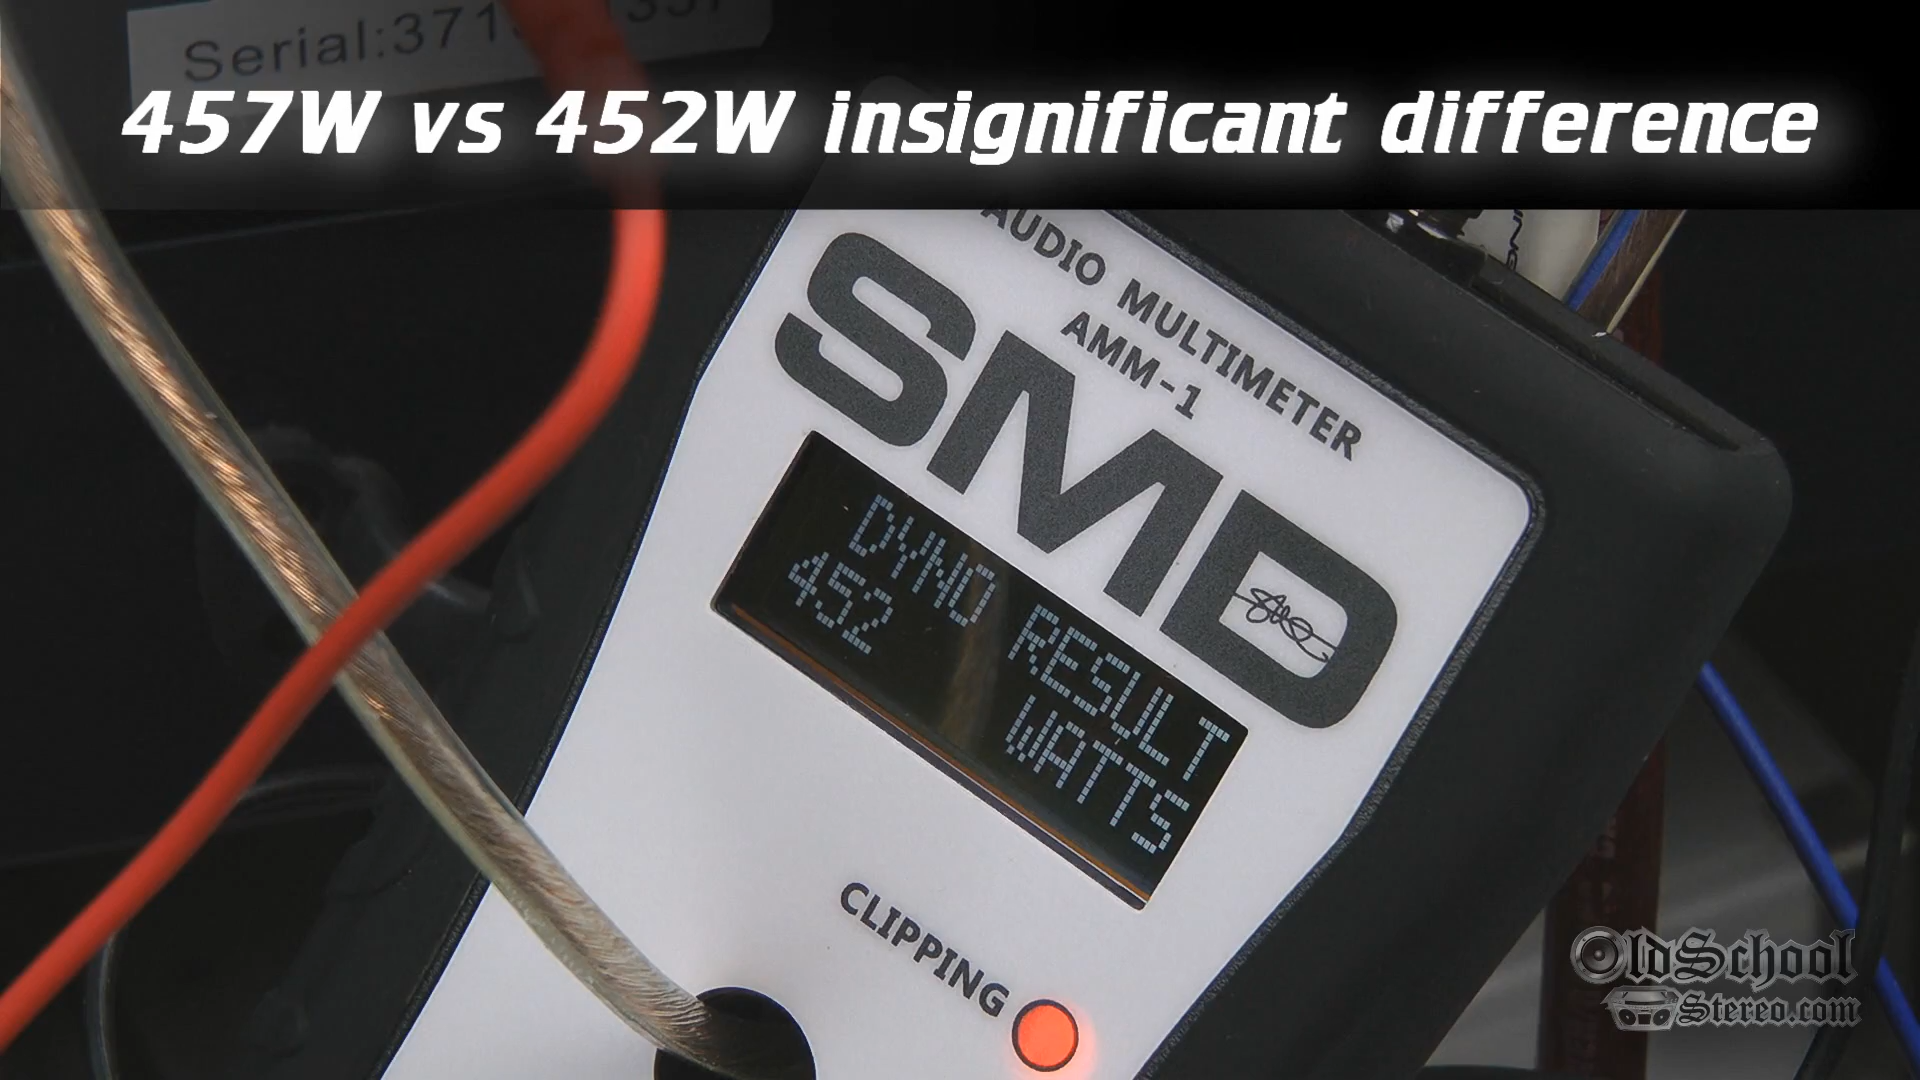 457W vs 452W insignificant difference
AUDIO MULTIMETER
AMM-1
SMD
DYNO RESULT
452 WATTS
CLIPPING
OldSchool
Stereo.com